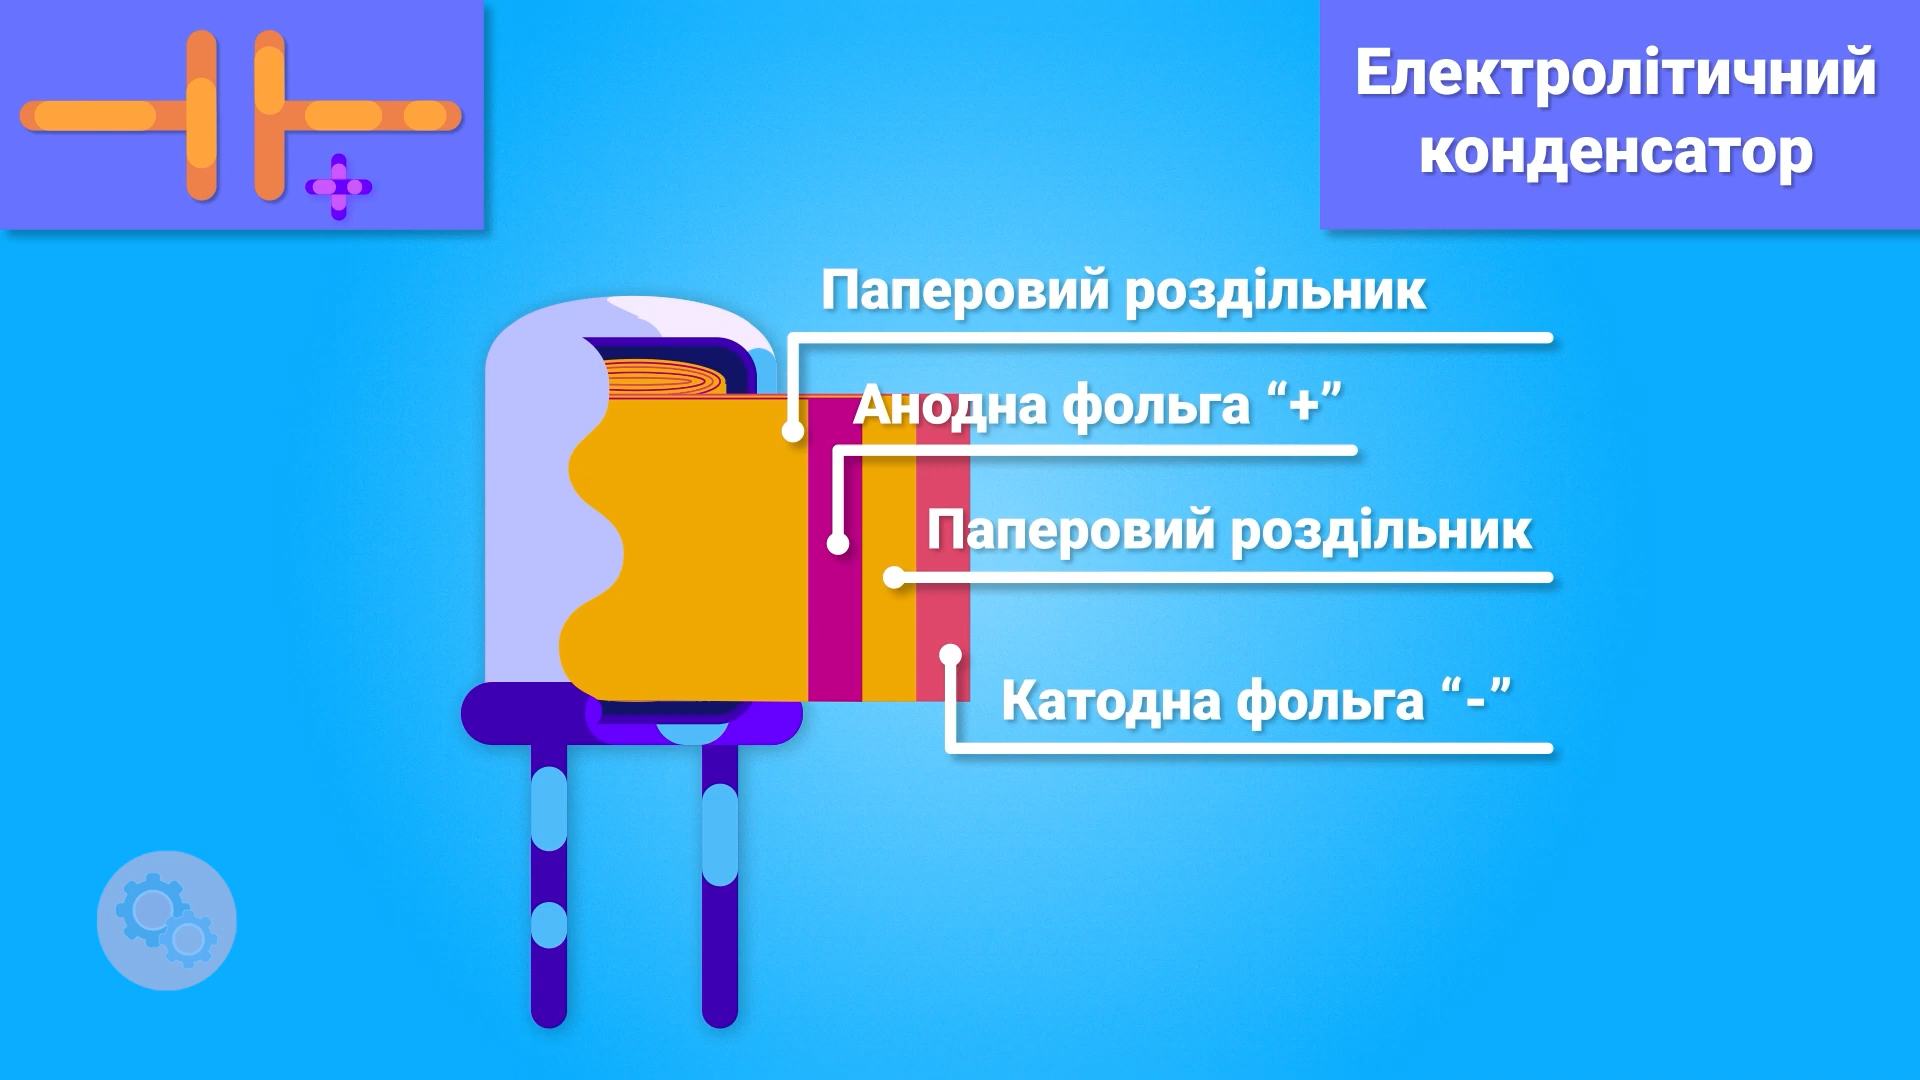 Електролітичний
конденсатор
Паперовий роздільник
Анодна фольга “+”
Паперовий роздільник
Катодна фольга “-”